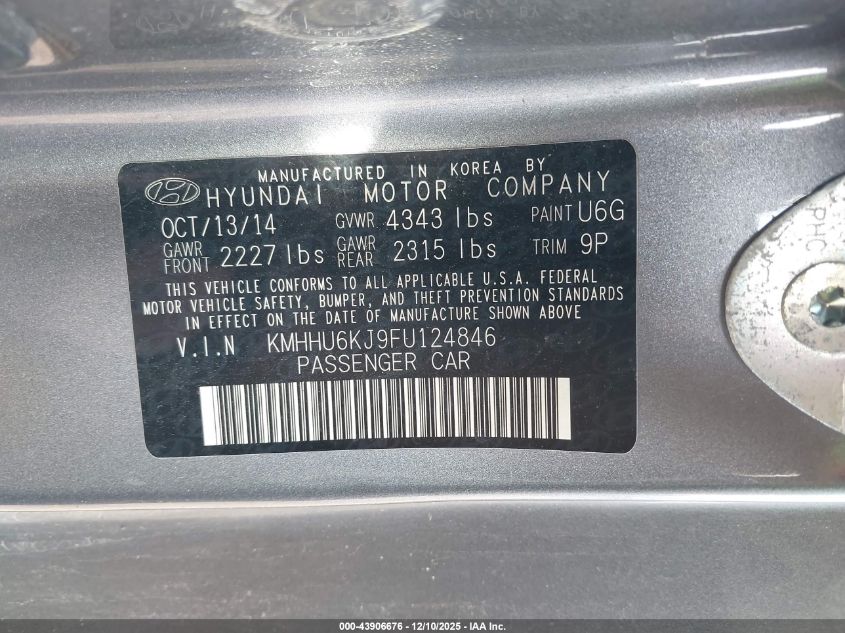 MANUFACTURED IN KOREA BY
HYUNDAI MOTOR COMPANY
OCT/13/14 GVWR 4343 lbs PAINT U6G
GAWR FRONT 2227 lbs GAWR REAR 2315 lbs TRIM 9P
THIS VEHICLE CONFORMS TO ALL APPLICABLE U.S.A. FEDERAL
MOTOR VEHICLE SAFETY, BUMPER, AND THEFT PREVENTION STANDARDS
IN EFFECT ON THE DATE OF MANUFACTURE SHOWN ABOVE
V.I.N KMHHU6KJ9FU124846
PASSENGER CAR
PHC
000-43906676 - 12/10/2025 - IAA Inc.